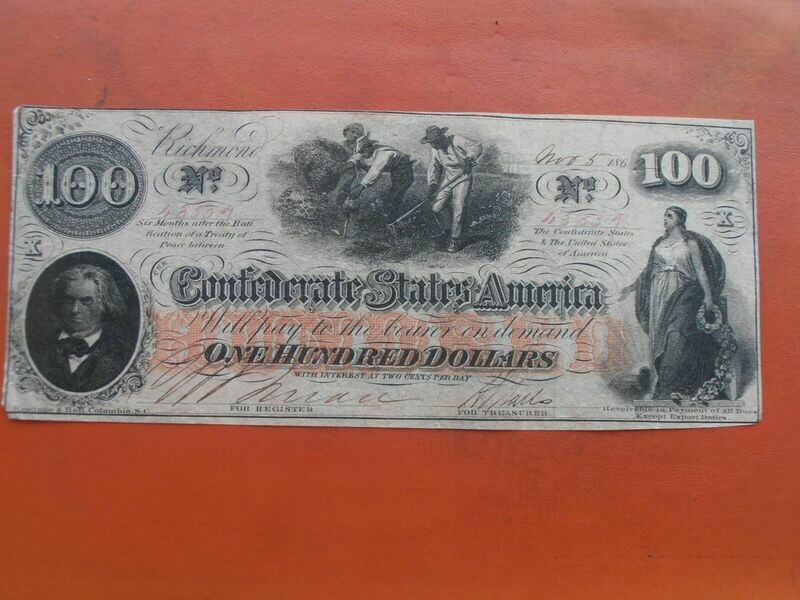 100
Richmond
Nº
Nov 5 186
Nº
100
Six Months after the Rati
fication of a Treaty of
Peace between
The Confederate States
& The United States
of America
X
X
THE
Confederate States America
Will pay to the bearer on demand
ONE HUNDRED DOLLARS
WITH INTEREST AT TWO CENTS PER DAY
FOR REGISTER
FOR TREASURER
Keatinge & Ball Columbia, S.C.
Receivable in Payment of All Dues
Except Export Duties